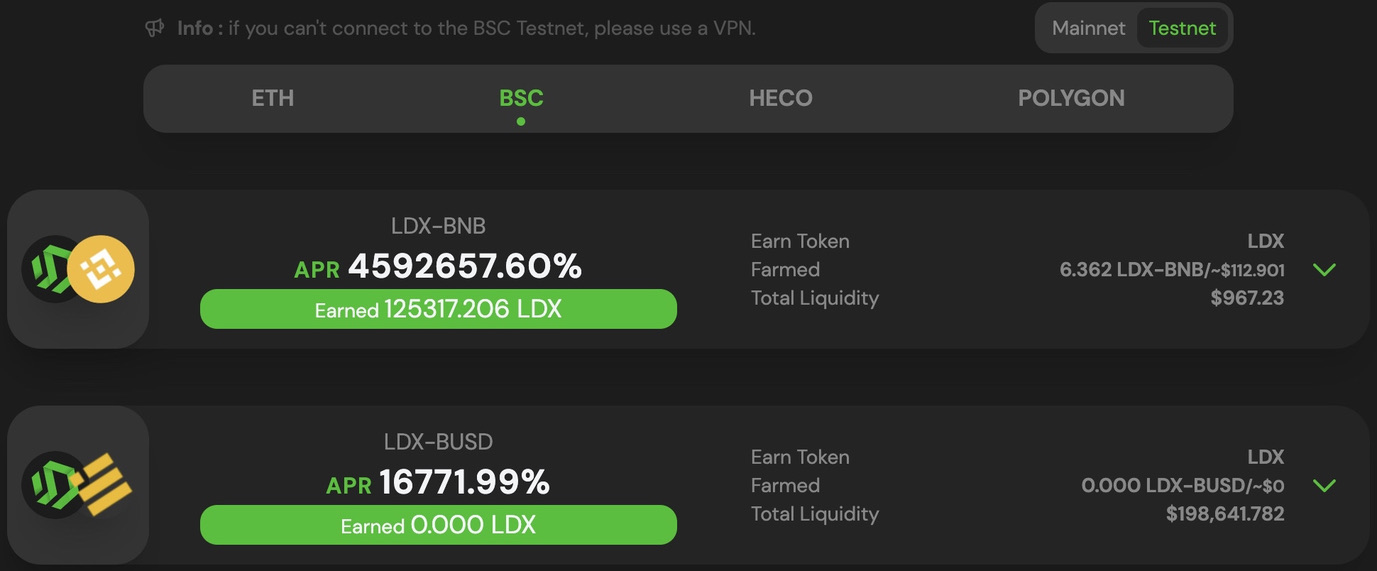 Info : if you can't connect to the BSC Testnet, please use a VPN.
Mainnet Testnet
ETH BSC HECO POLYGON
LDX-BNB
APR 4592657.60%
Earned 125317.206 LDX
Earn Token LDX
Farmed 6.362 LDX-BNB/~$112.901
Total Liquidity $967.23
LDX-BUSD
APR 16771.99%
Earned 0.000 LDX
Earn Token LDX
Farmed 0.000 LDX-BUSD/~$0
Total Liquidity $198,641.782